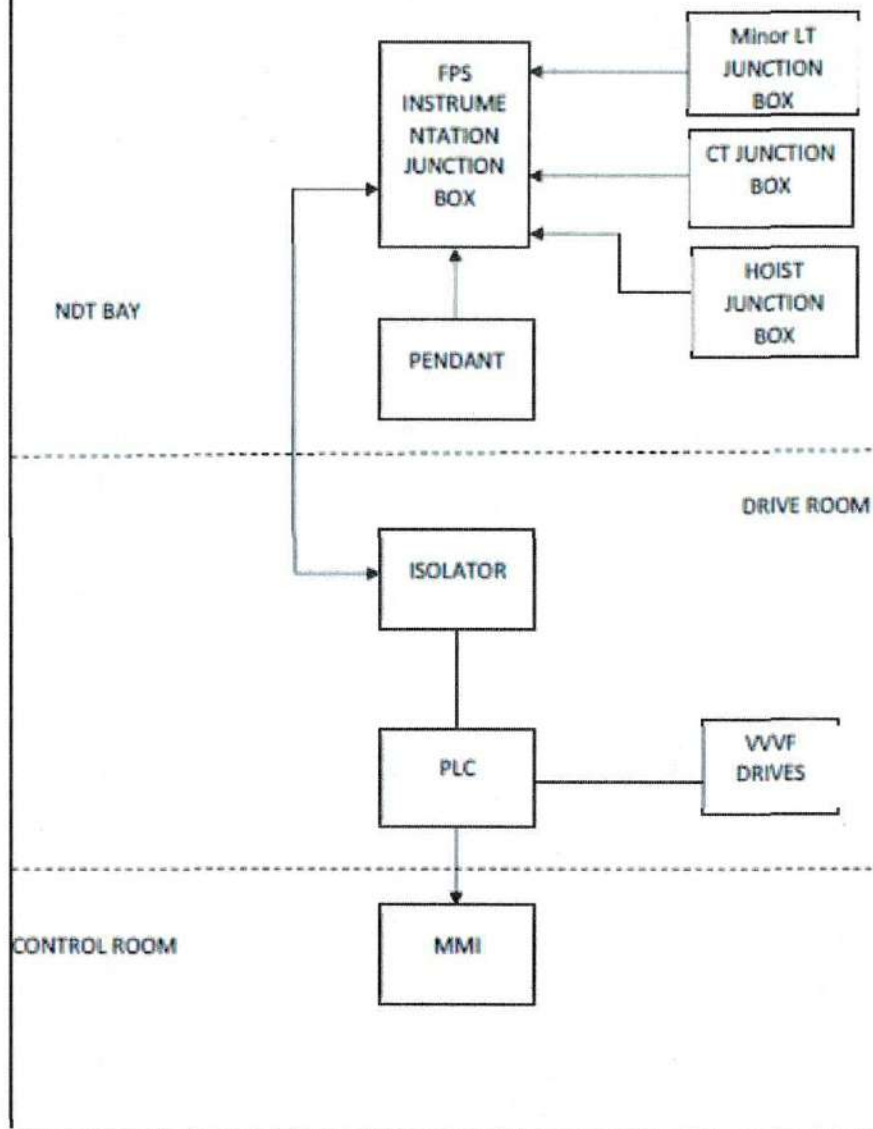 FPS
INSTRUME
NTATION
JUNCTION
BOX
Minor LT
JUNCTION
BOX
CT JUNCTION
BOX
HOIST
JUNCTION
BOX
NDT BAY
PENDANT
DRIVE ROOM
ISOLATOR
PLC
VVVF
DRIVES
CONTROL ROOM
MMI